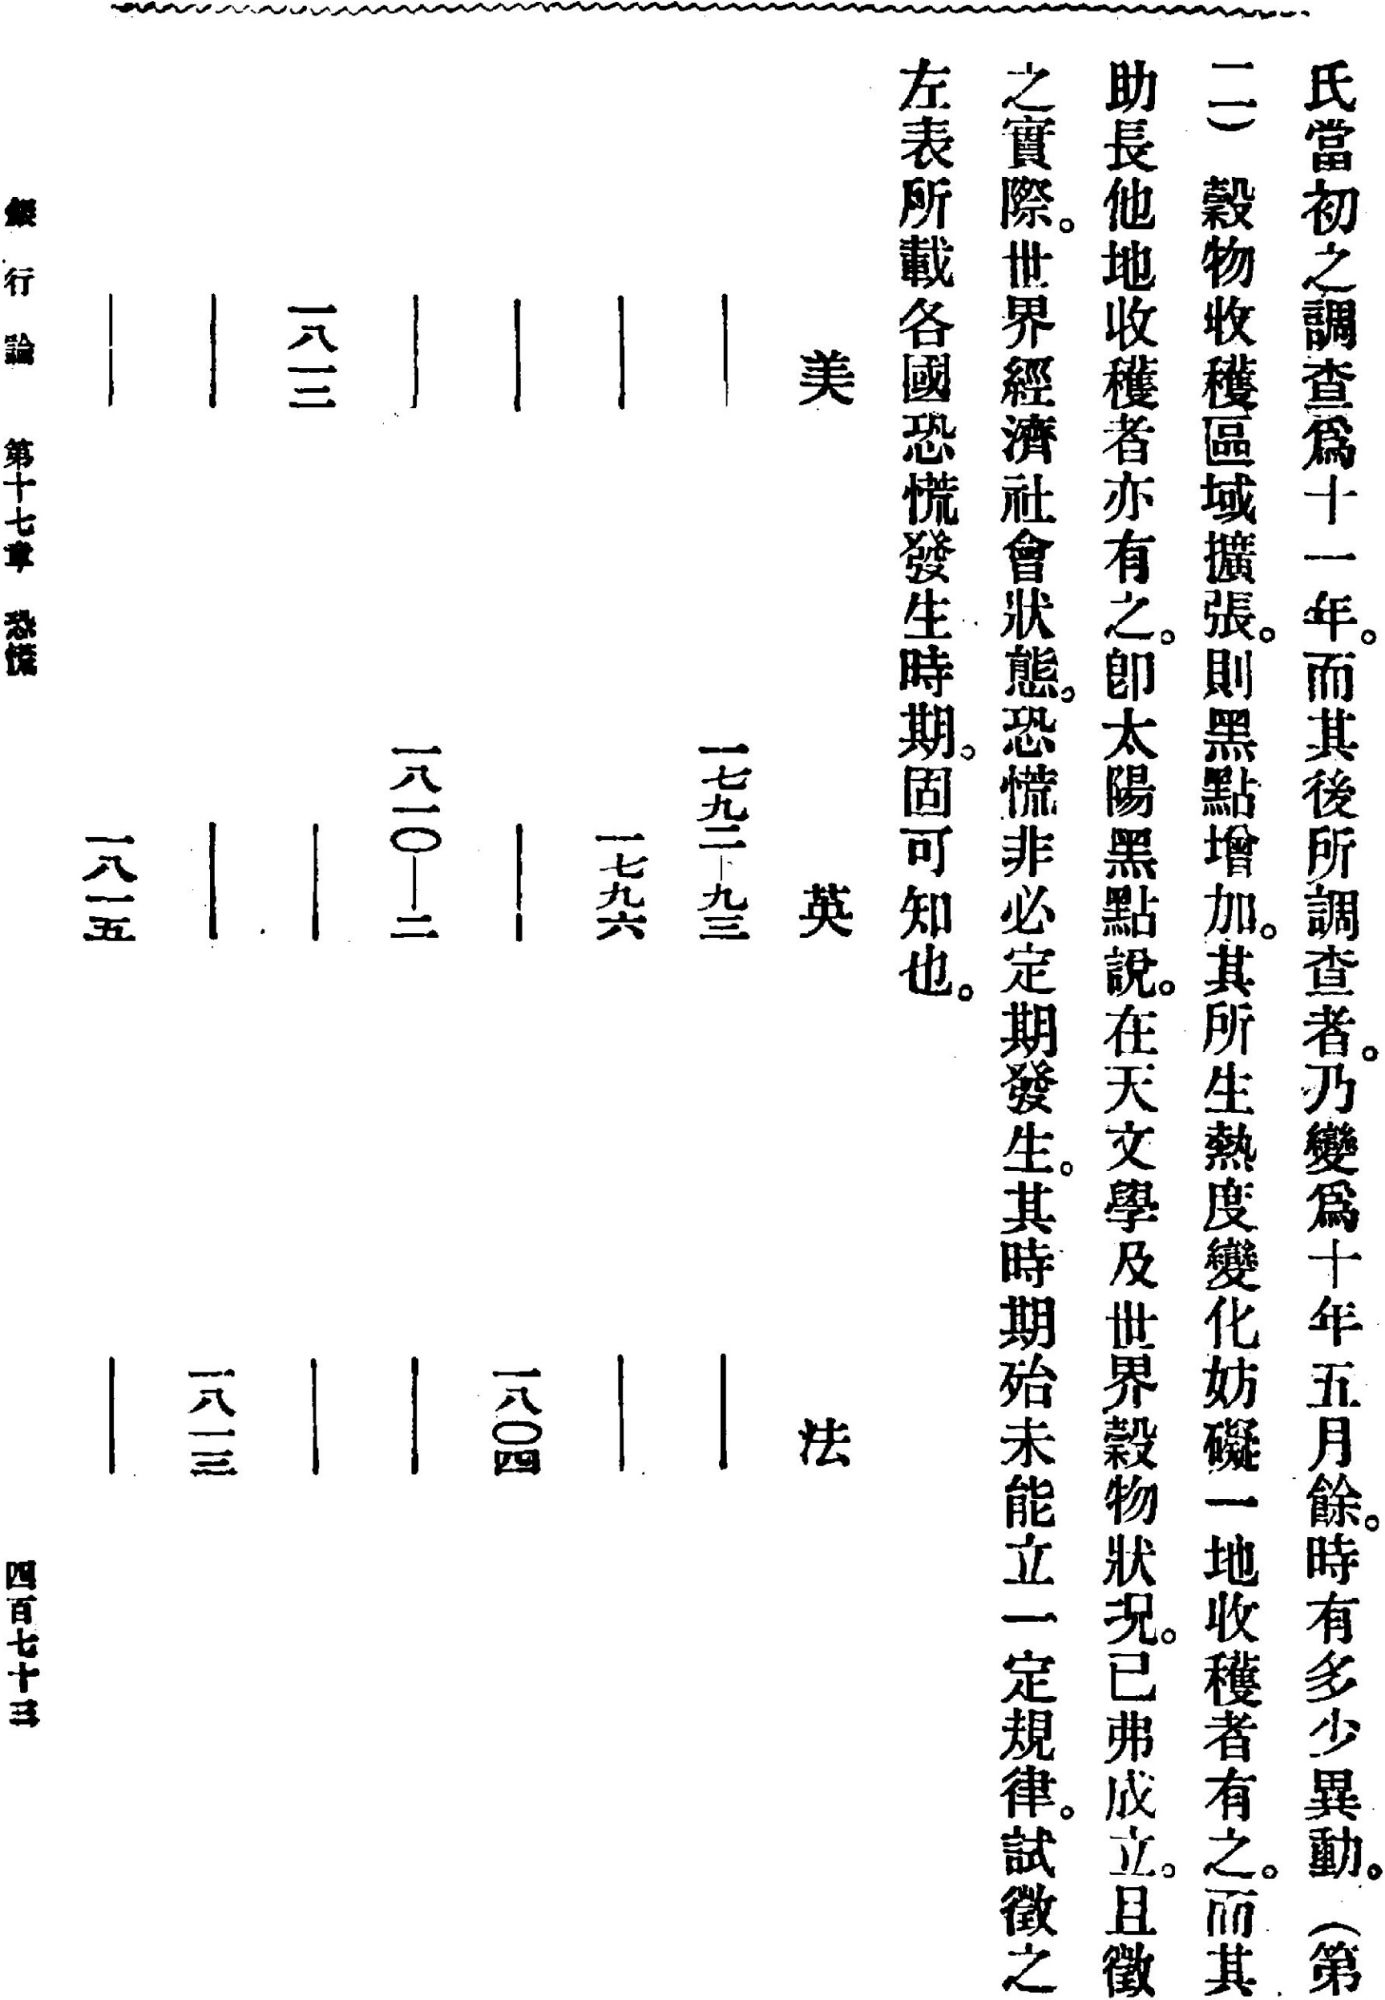 氏當初之調查爲十一年。而其後所調查者。乃變爲十年五月餘。時有多少異動。（第
二）　穀物收穫區域擴張。則黑點增加。其所生熱度變化妨礙一地收穫者有之。而其
助長他地收穫者亦有之。卽太陽黑點說。在天文學及世界穀物狀况。已弗成立。且徵
之實際。世界經濟社會狀態。恐慌非必定期發生。其時期殆未能立一定規律。試徵之
左表所載各國恐慌發生時期。固可知也。
美　英　法
｜　一七九二—九三　｜
｜　一七九六　｜
｜　｜　一八〇四
｜　一八一〇—一二　｜
一八一二　｜　｜
｜　｜　一八一三
｜　一八一五　｜
銀行論　第十七章　恐慌　四百七十三